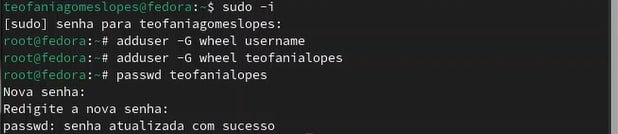 teofaniagomeslopes@fedora:~$ sudo -i
[sudo] senha para teofaniagomeslopes:
root@fedora:~# adduser -G wheel username
root@fedora:~# adduser -G wheel teofanialopes
root@fedora:~# passwd teofanialopes
Nova senha:
Redigite a nova senha:
passwd: senha atualizada com sucesso